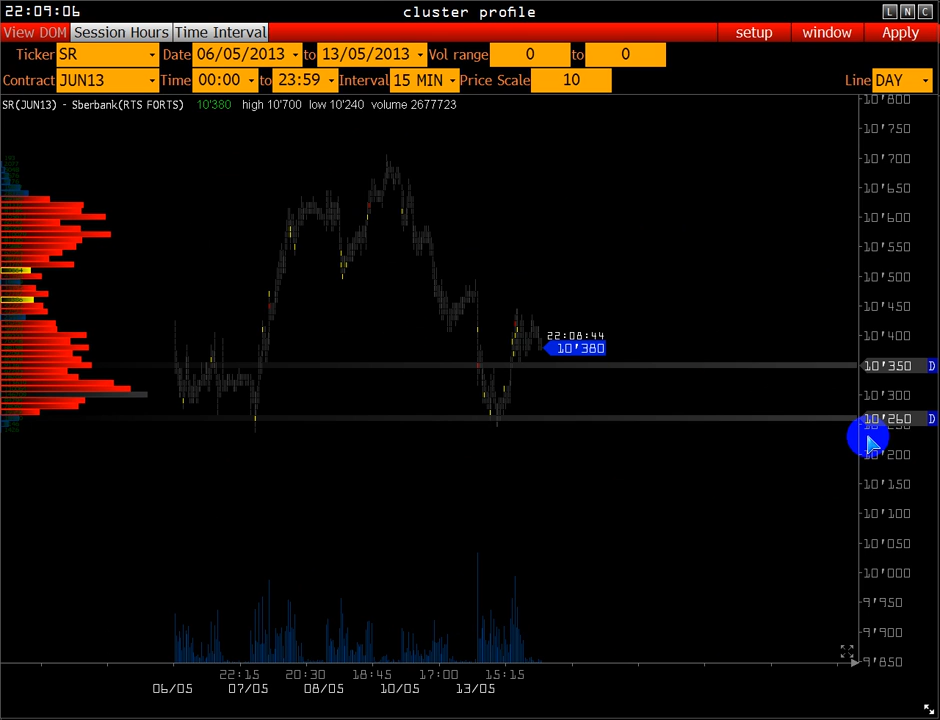 22:09:06 cluster profile L N C
View DOM Session Hours Time Interval setup window Apply
Ticker SR Date 06/05/2013 to 13/05/2013 Vol range 0 to 0
Contract JUN13 Time 00:00 to 23:59 Interval 15 MIN Price Scale 10 Line DAY
SR(JUN13) - Sberbank(RTS FORTS) 10'380 high 10'700 low 10'240 volume 2677723
10'800
10'750
10'700
10'650
10'600
10'550
10'500
10'450
22:08:44
10'400
10'380
10'350 D
10'300
10'260 D
10'200
10'150
10'100
10'050
10'000
9'950
9'900
9'850
22:15 20:30 18:45 17:00 15:15
06/05 07/05 08/05 10/05 13/05